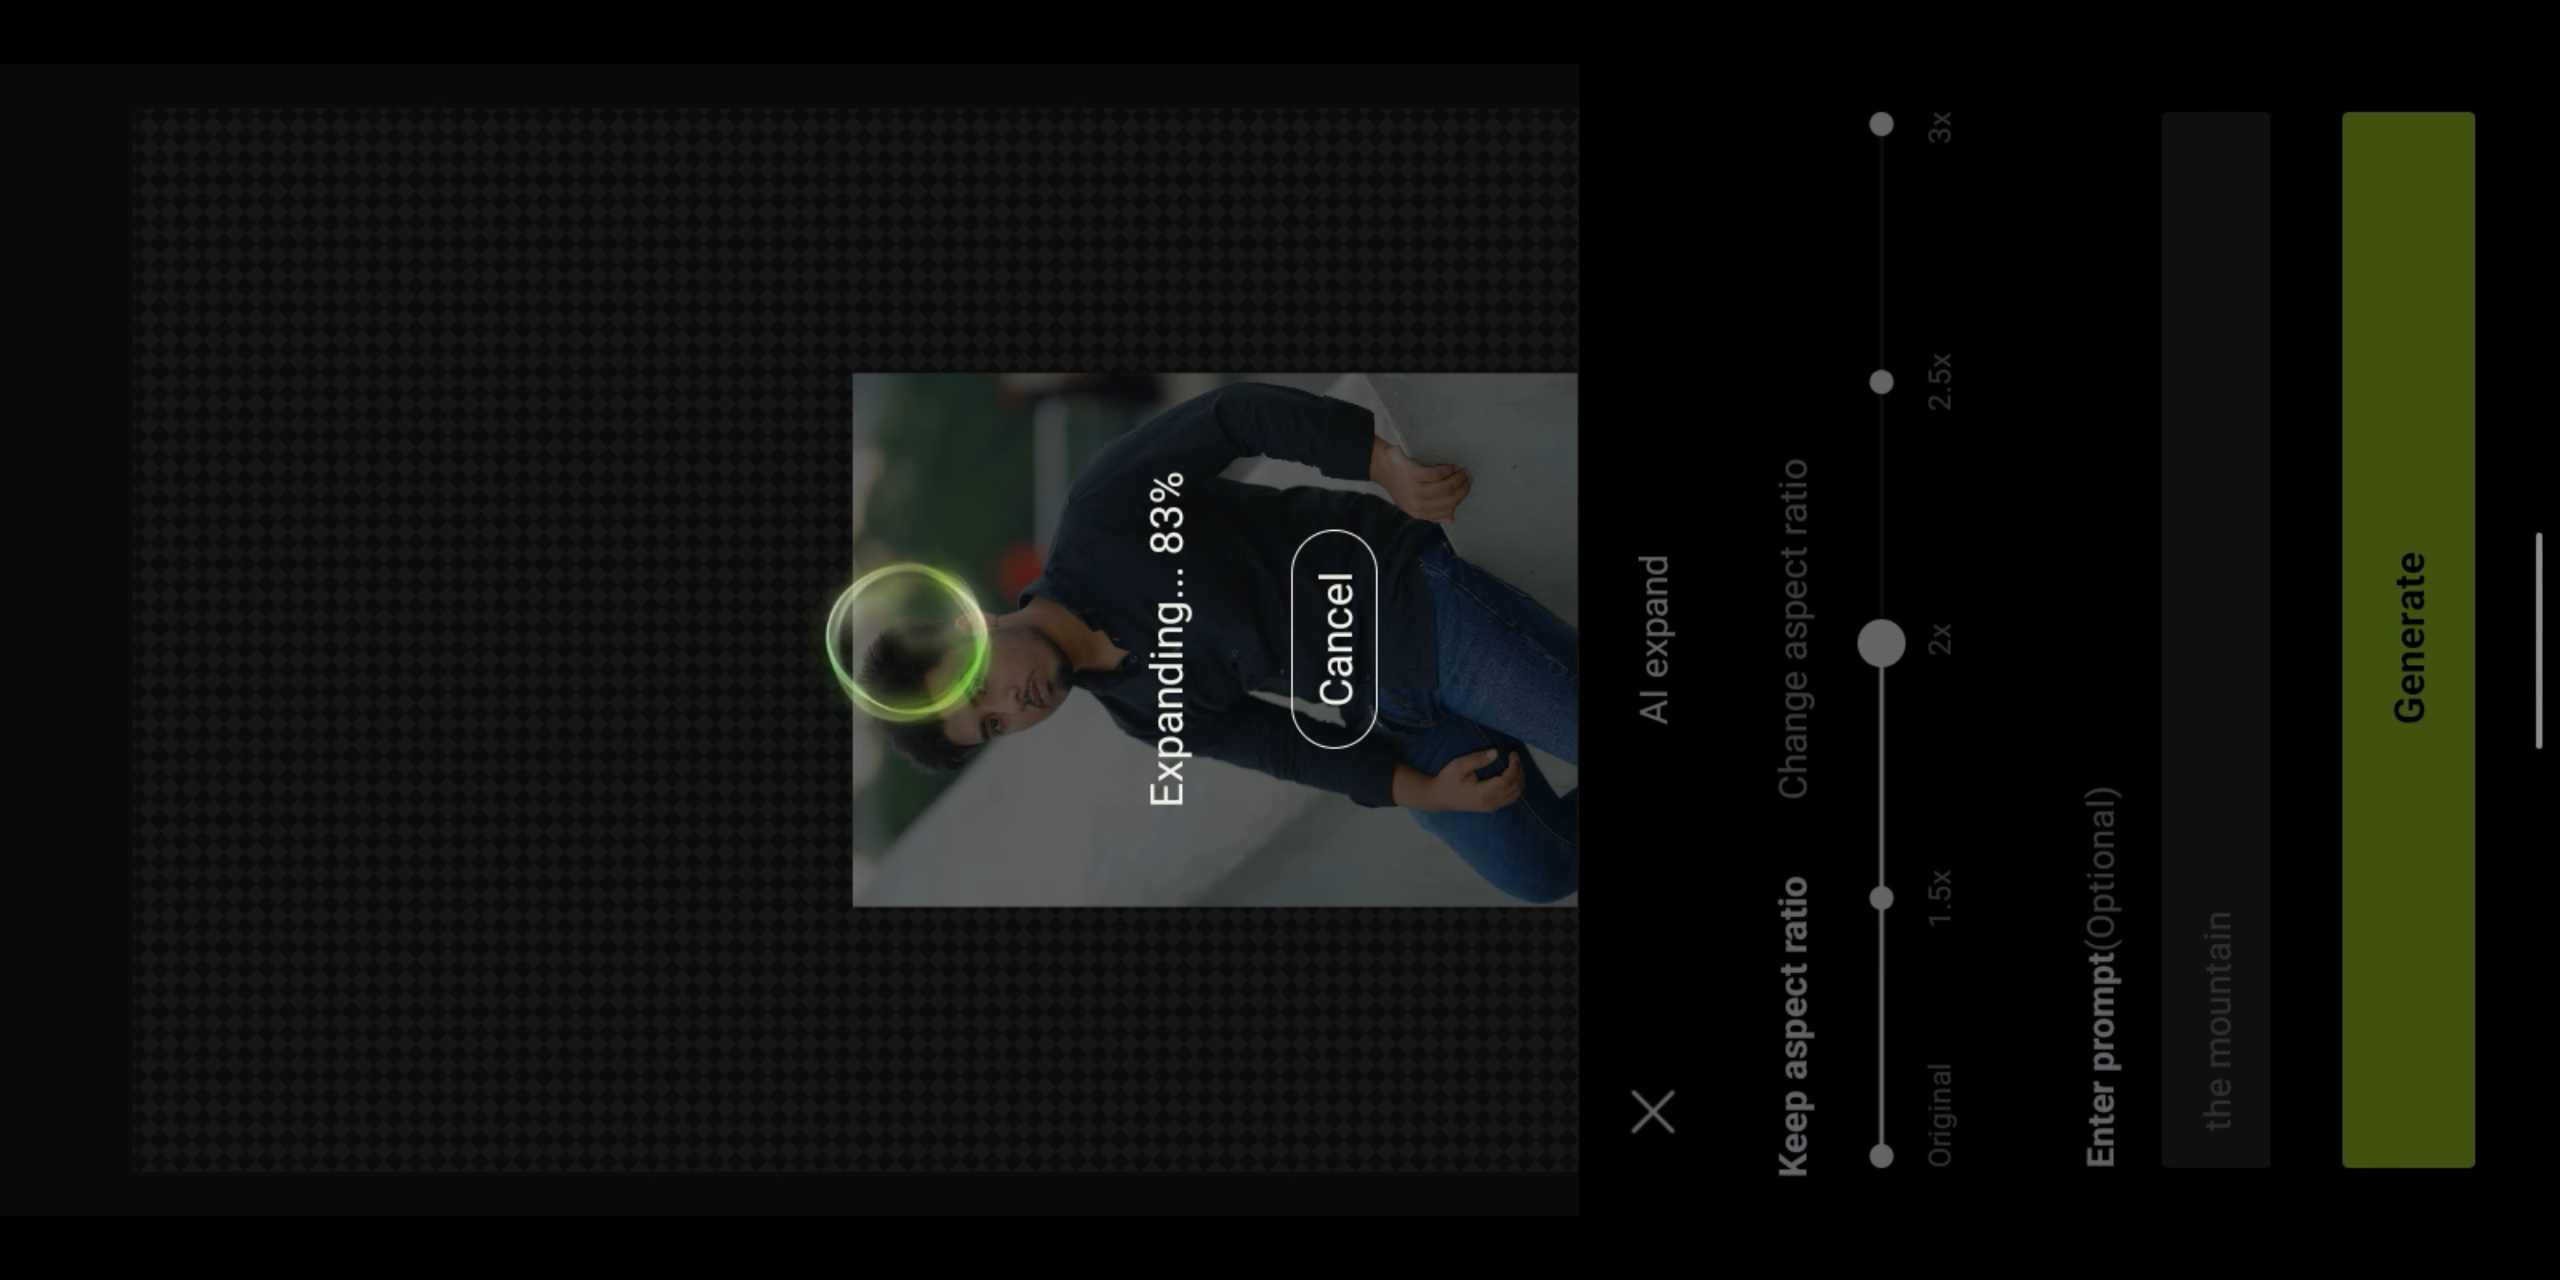 Expanding... 83%
Cancel
AI expand
Keep aspect ratio Change aspect ratio
Original 1.5x 2x 2.5x 3x
Enter prompt(Optional)
the mountain
Generate